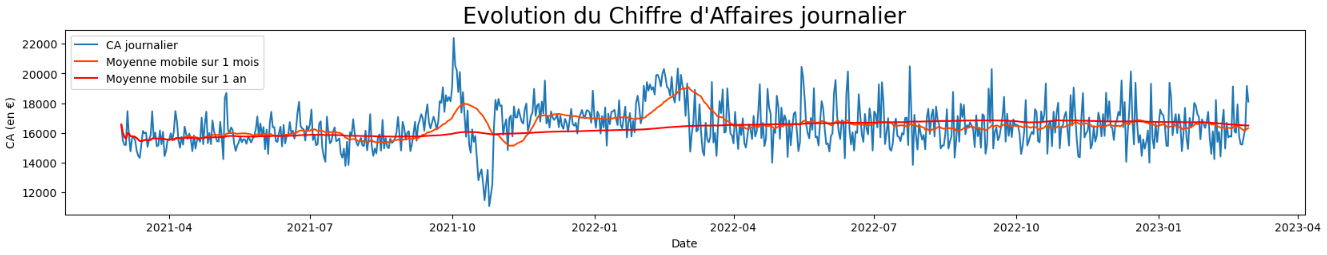 Evolution du Chiffre d'Affaires journalier
CA journalier
Moyenne mobile sur 1 mois
Moyenne mobile sur 1 an
CA (en €)
22000
20000
18000
16000
14000
12000
2021-04
2021-07
2021-10
2022-01
2022-04
2022-07
2022-10
2023-01
2023-04
Date